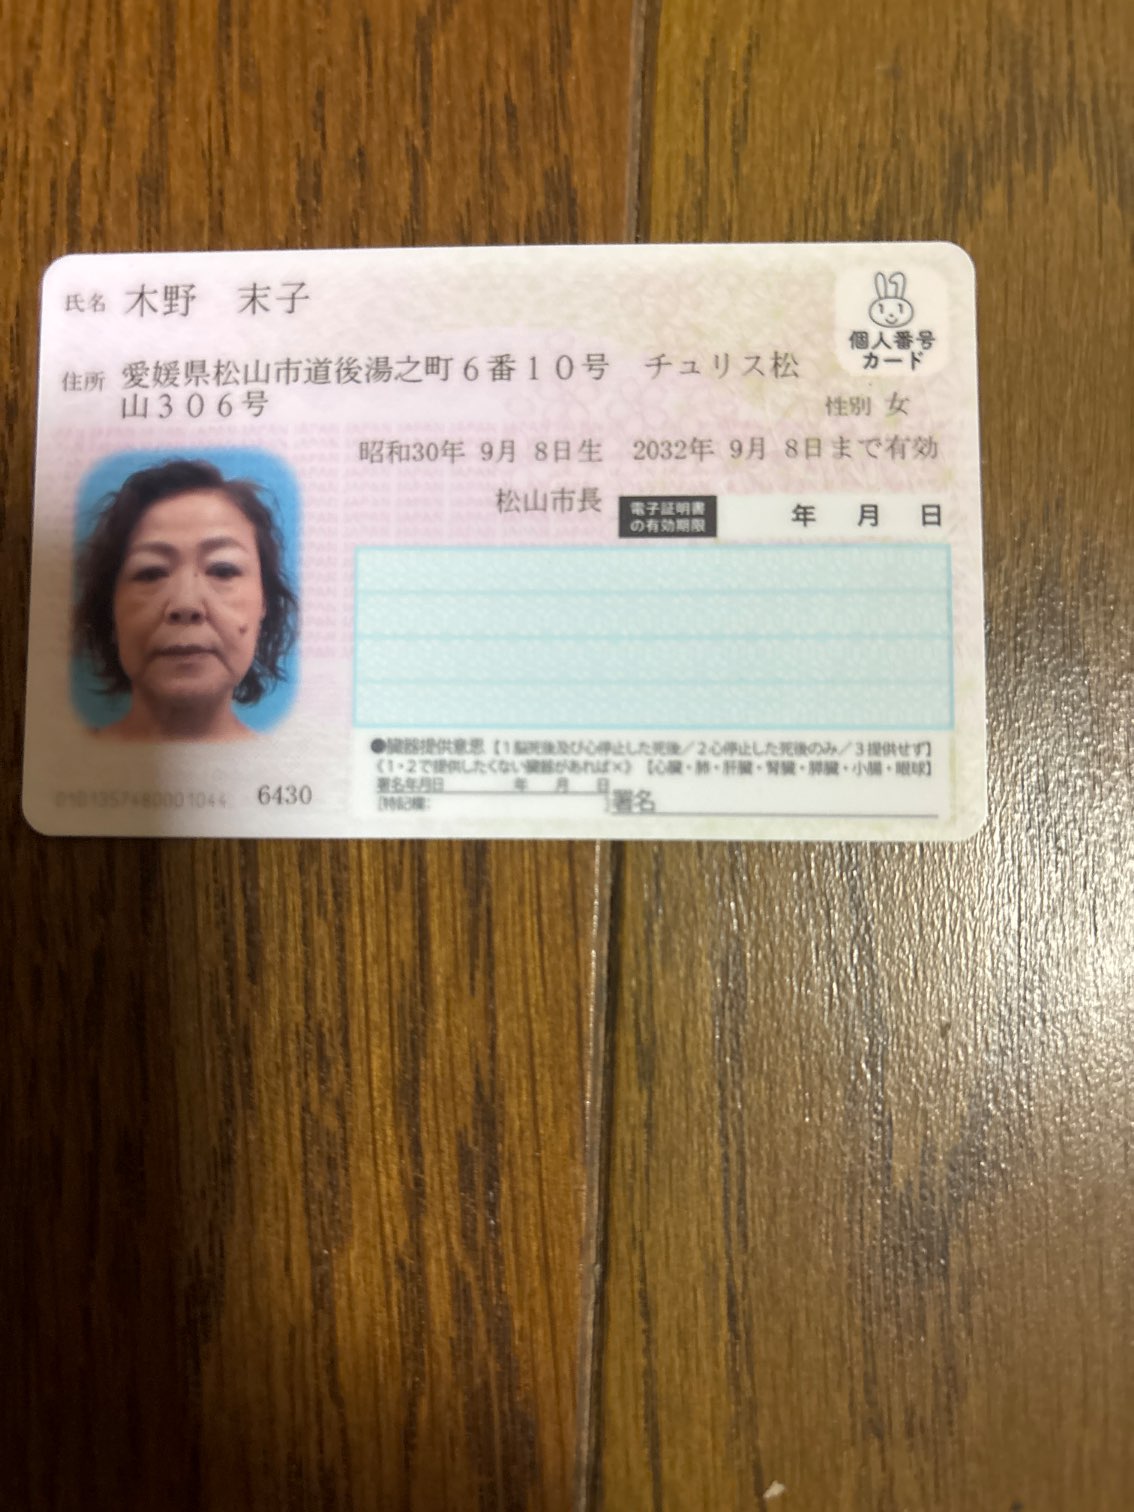 氏名 木野 末子
個人番号
カード
住所 愛媛県松山市道後湯之町6番10号 チュリス松
山306号
性別 女
昭和30年 9月 8日生 2032年 9月 8日まで有効
松山市長 電子証明書
の有効期限 年 月 日
●臓器提供意思【1脳死後及び心停止した死後／2心停止した死後のみ／3提供せず】
《1・2で提供したくない臓器があれば×》【心臓・肺・肝臓・腎臓・膵臓・小腸・眼球】
署名年月日 年 月 日
[特記欄: ] 署名
6430